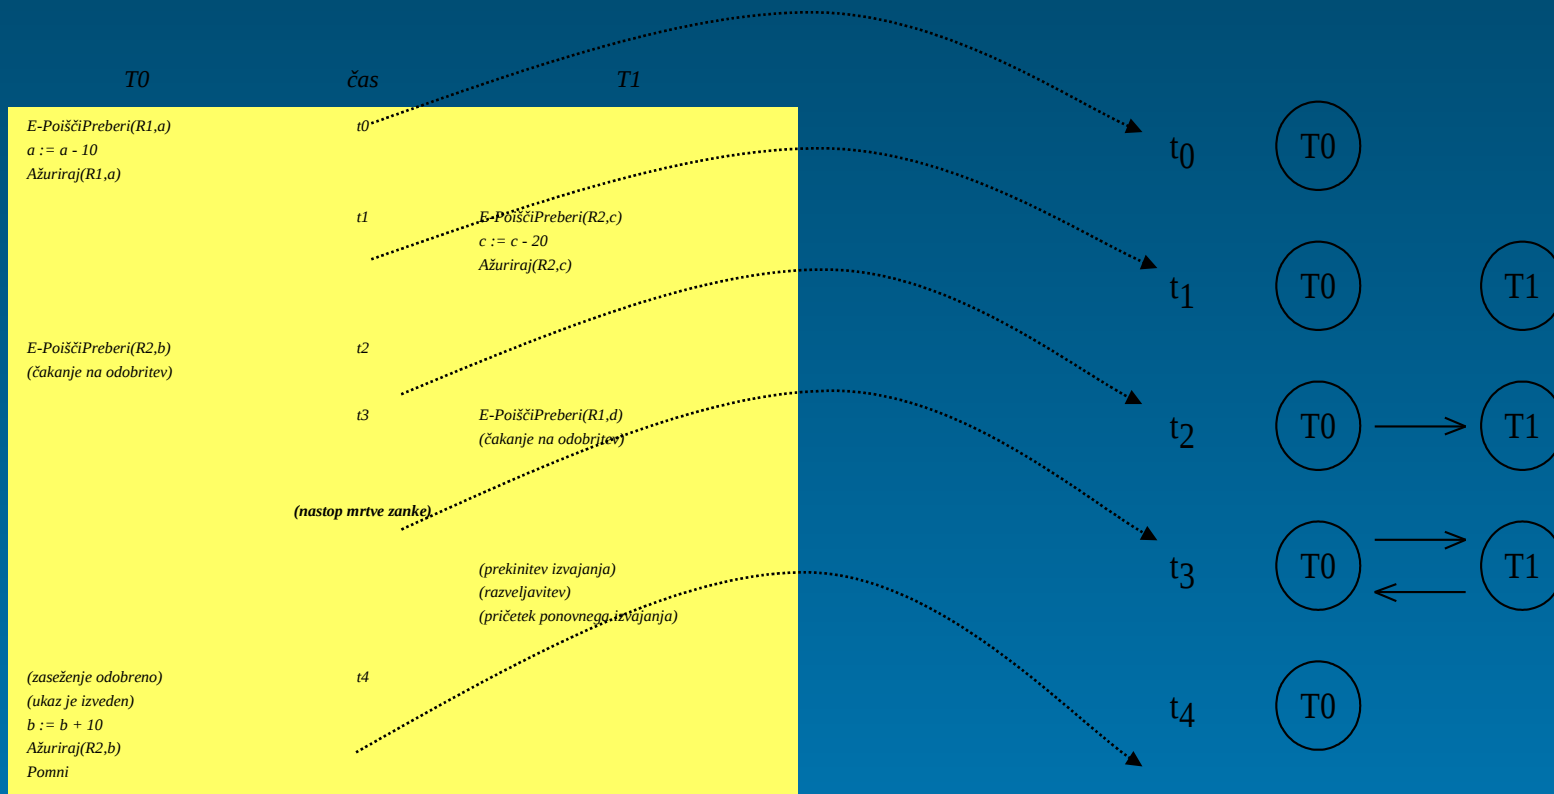 T0 čas T1
E-PoiščiPreberi(R1,a) t0
a := a - 10
Ažuriraj(R1,a)
t1 E-PoiščiPreberi(R2,c)
c := c - 20
Ažuriraj(R2,c)
E-PoiščiPreberi(R2,b) t2
(čakanje na odobritev)
t3 E-PoiščiPreberi(R1,d)
(čakanje na odobritev)
(nastop mrtve zanke)
(prekinitev izvajanja)
(razveljavitev)
(pričetek ponovnega izvajanja)
(zaseženje odobreno) t4
(ukaz je izveden)
b := b + 10
Ažuriraj(R2,b)
Pomni
t0 T0
t1 T0 T1
t2 T0 T1
t3 T0 T1
t4 T0